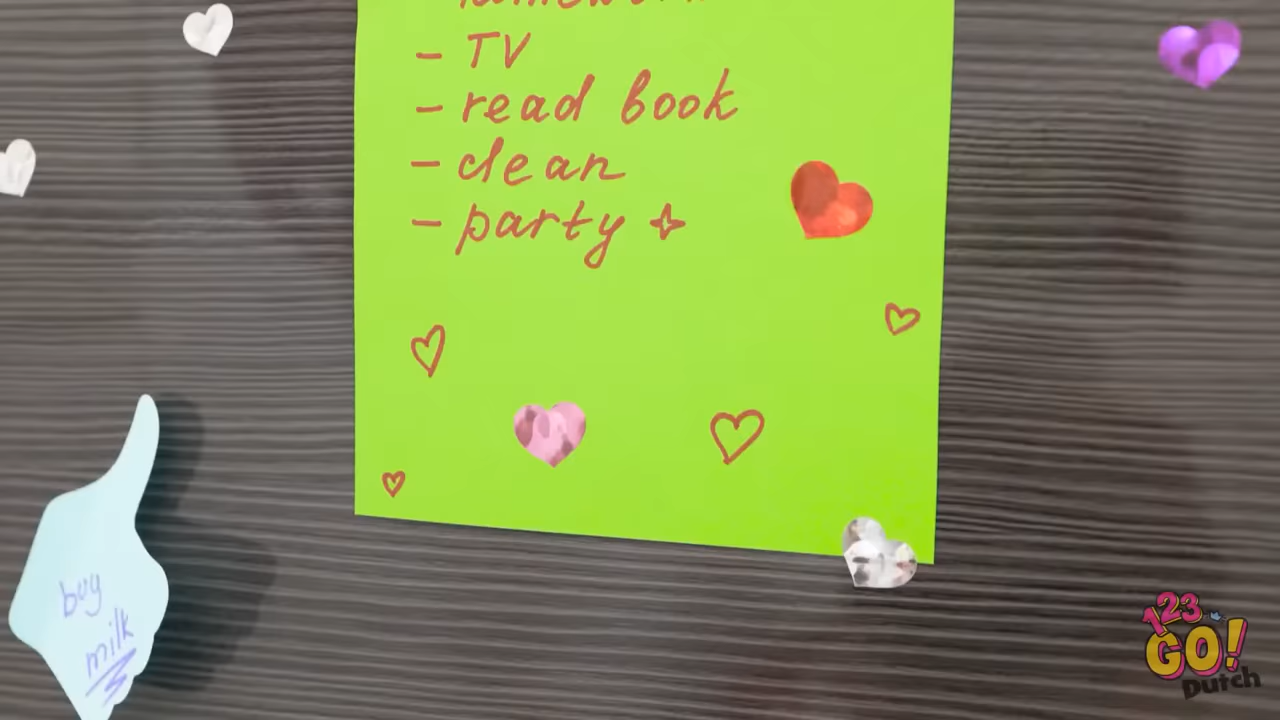 - TV
- read book
- clean
- party
buy
milk
123
GO!
Dutch